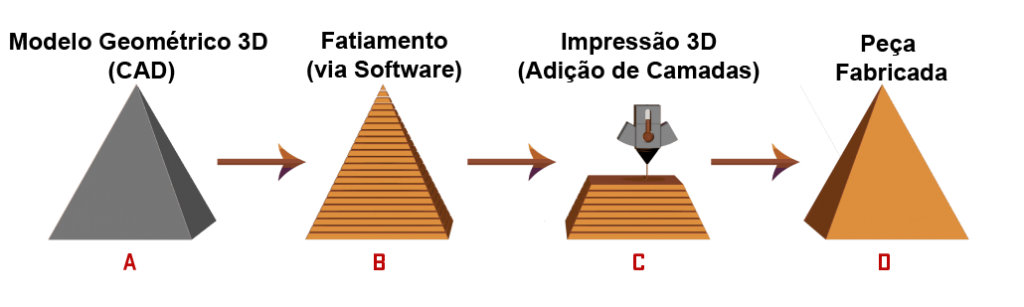 Modelo Geométrico 3D
(CAD)
Fatiamento
(via Software)
Impressão 3D
(Adição de Camadas)
Peça
Fabricada
A
B
C
D